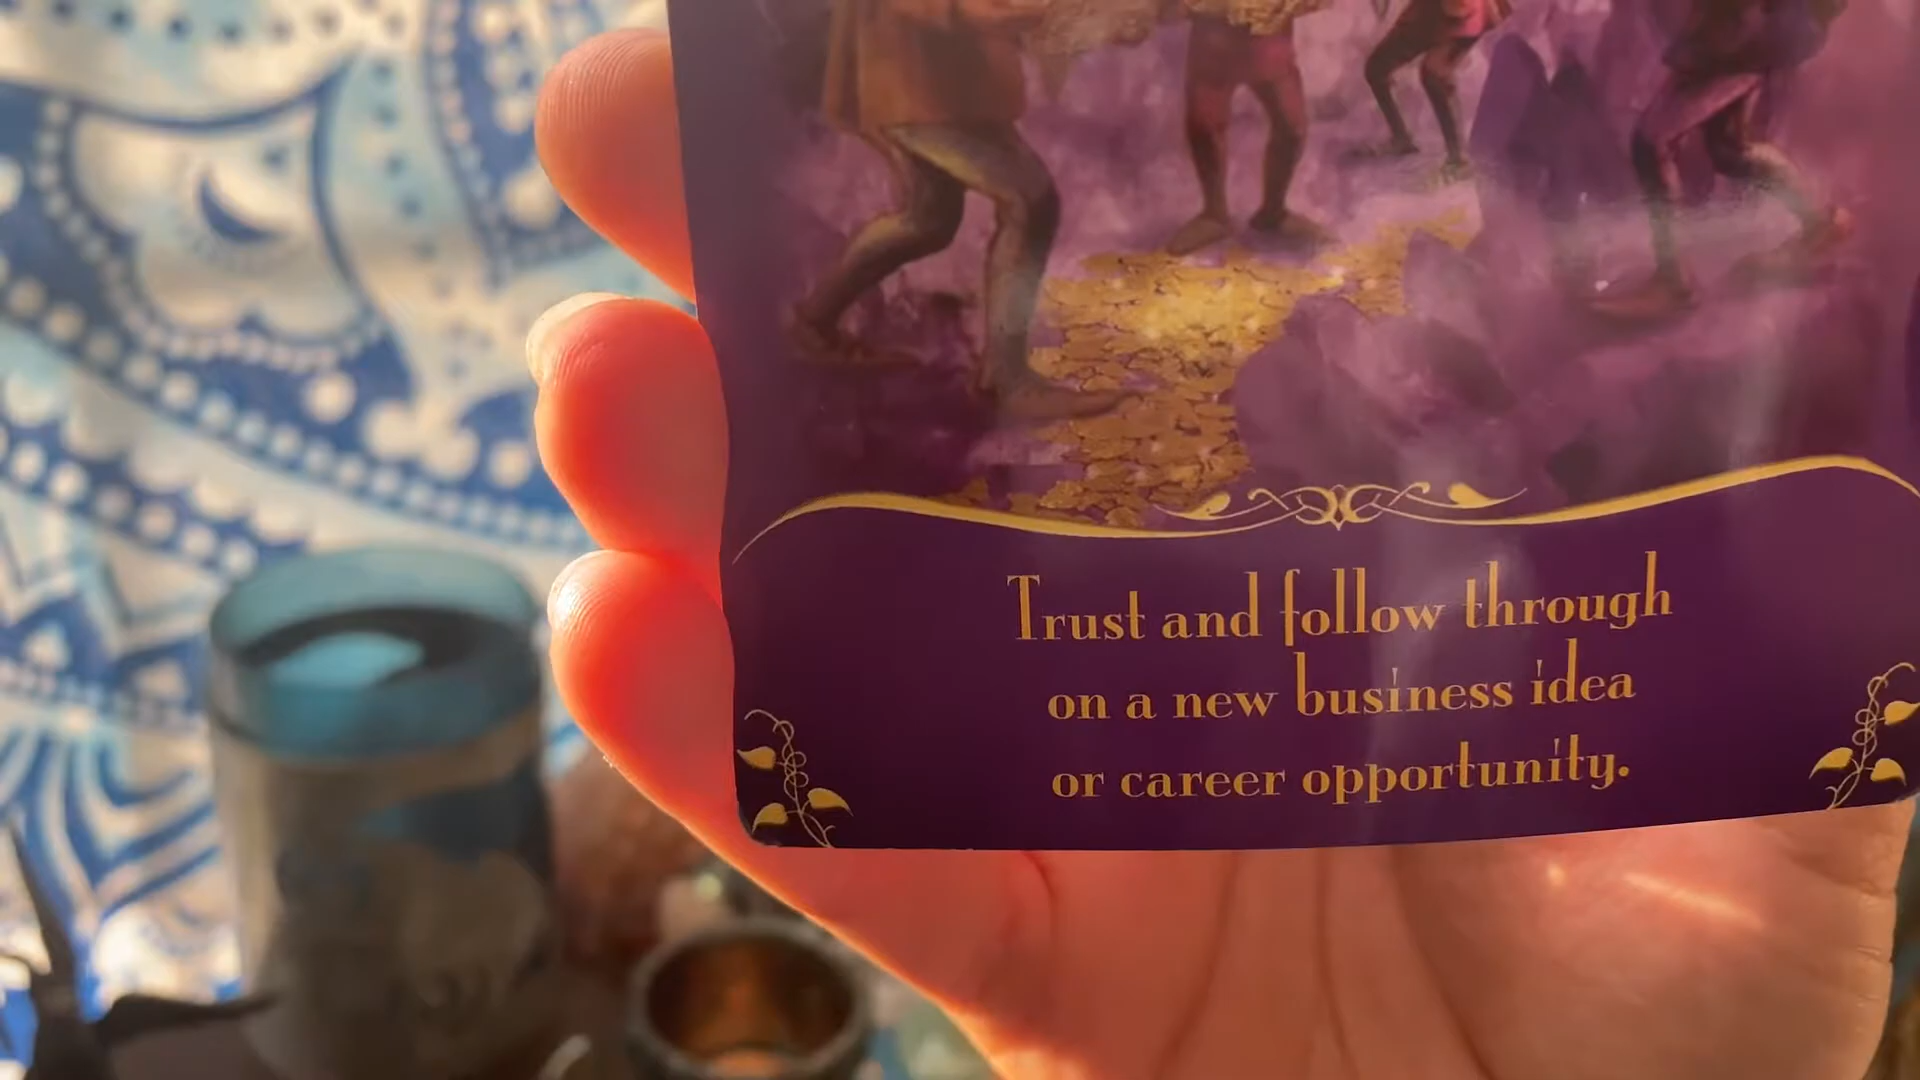 Trust and follow through
on a new business idea
or career opportunity.